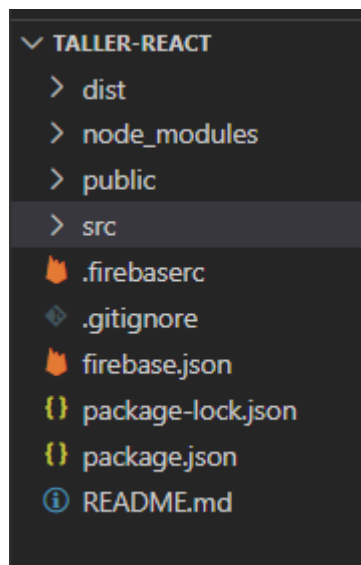 TALLER-REACT
dist
node_modules
public
src
.firebaserc
.gitignore
firebase.json
package-lock.json
package.json
README.md